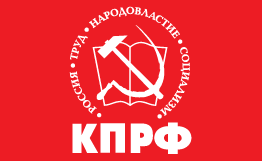 РОССИЯ • ТРУД • НАРОДОВЛАСТИЕ • СОЦИАЛИЗМ •
КПРФ